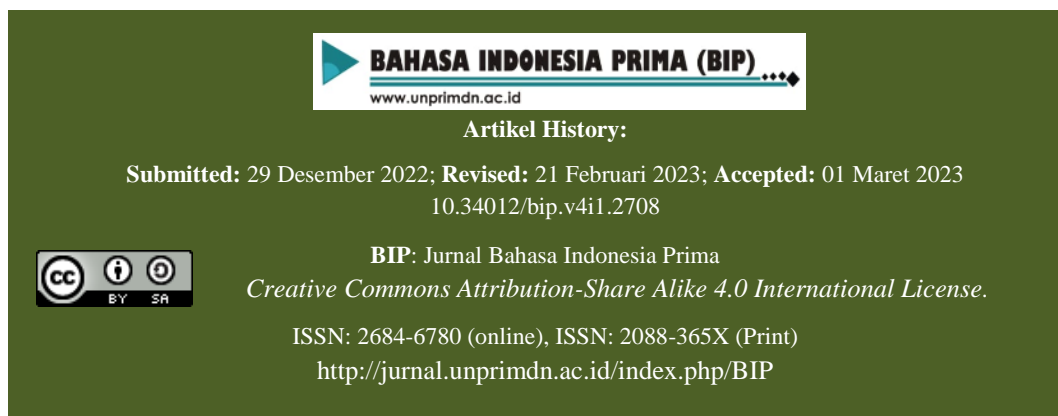 BAHASA INDONESIA PRIMA (BIP)
www.unprimdn.ac.id
Artikel History:
Submitted: 29 Desember 2022; Revised: 21 Februari 2023; Accepted: 01 Maret 2023
10.34012/bip.v4i1.2708
BIP: Jurnal Bahasa Indonesia Prima
Creative Commons Attribution-Share Alike 4.0 International License.
cc BY SA
ISSN: 2684-6780 (online), ISSN: 2088-365X (Print)
http://jurnal.unprimdn.ac.id/index.php/BIP